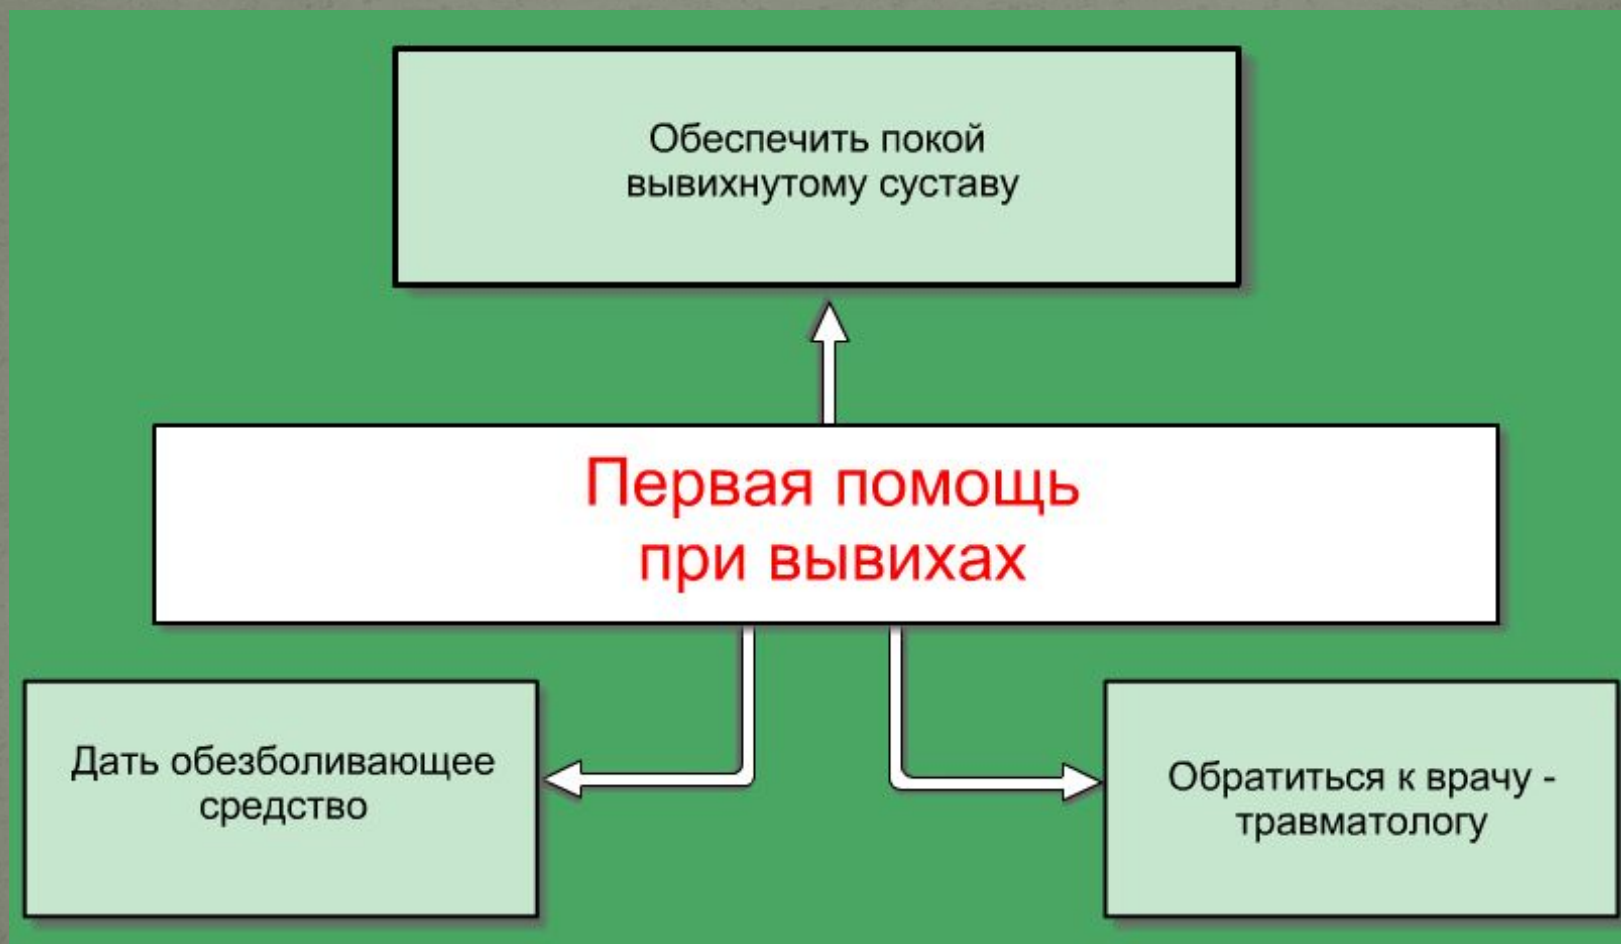 Обеспечить покой
вывихнутому суставу
Первая помощь
при вывихах
Дать обезболивающее
средство
Обратиться к врачу -
травматологу